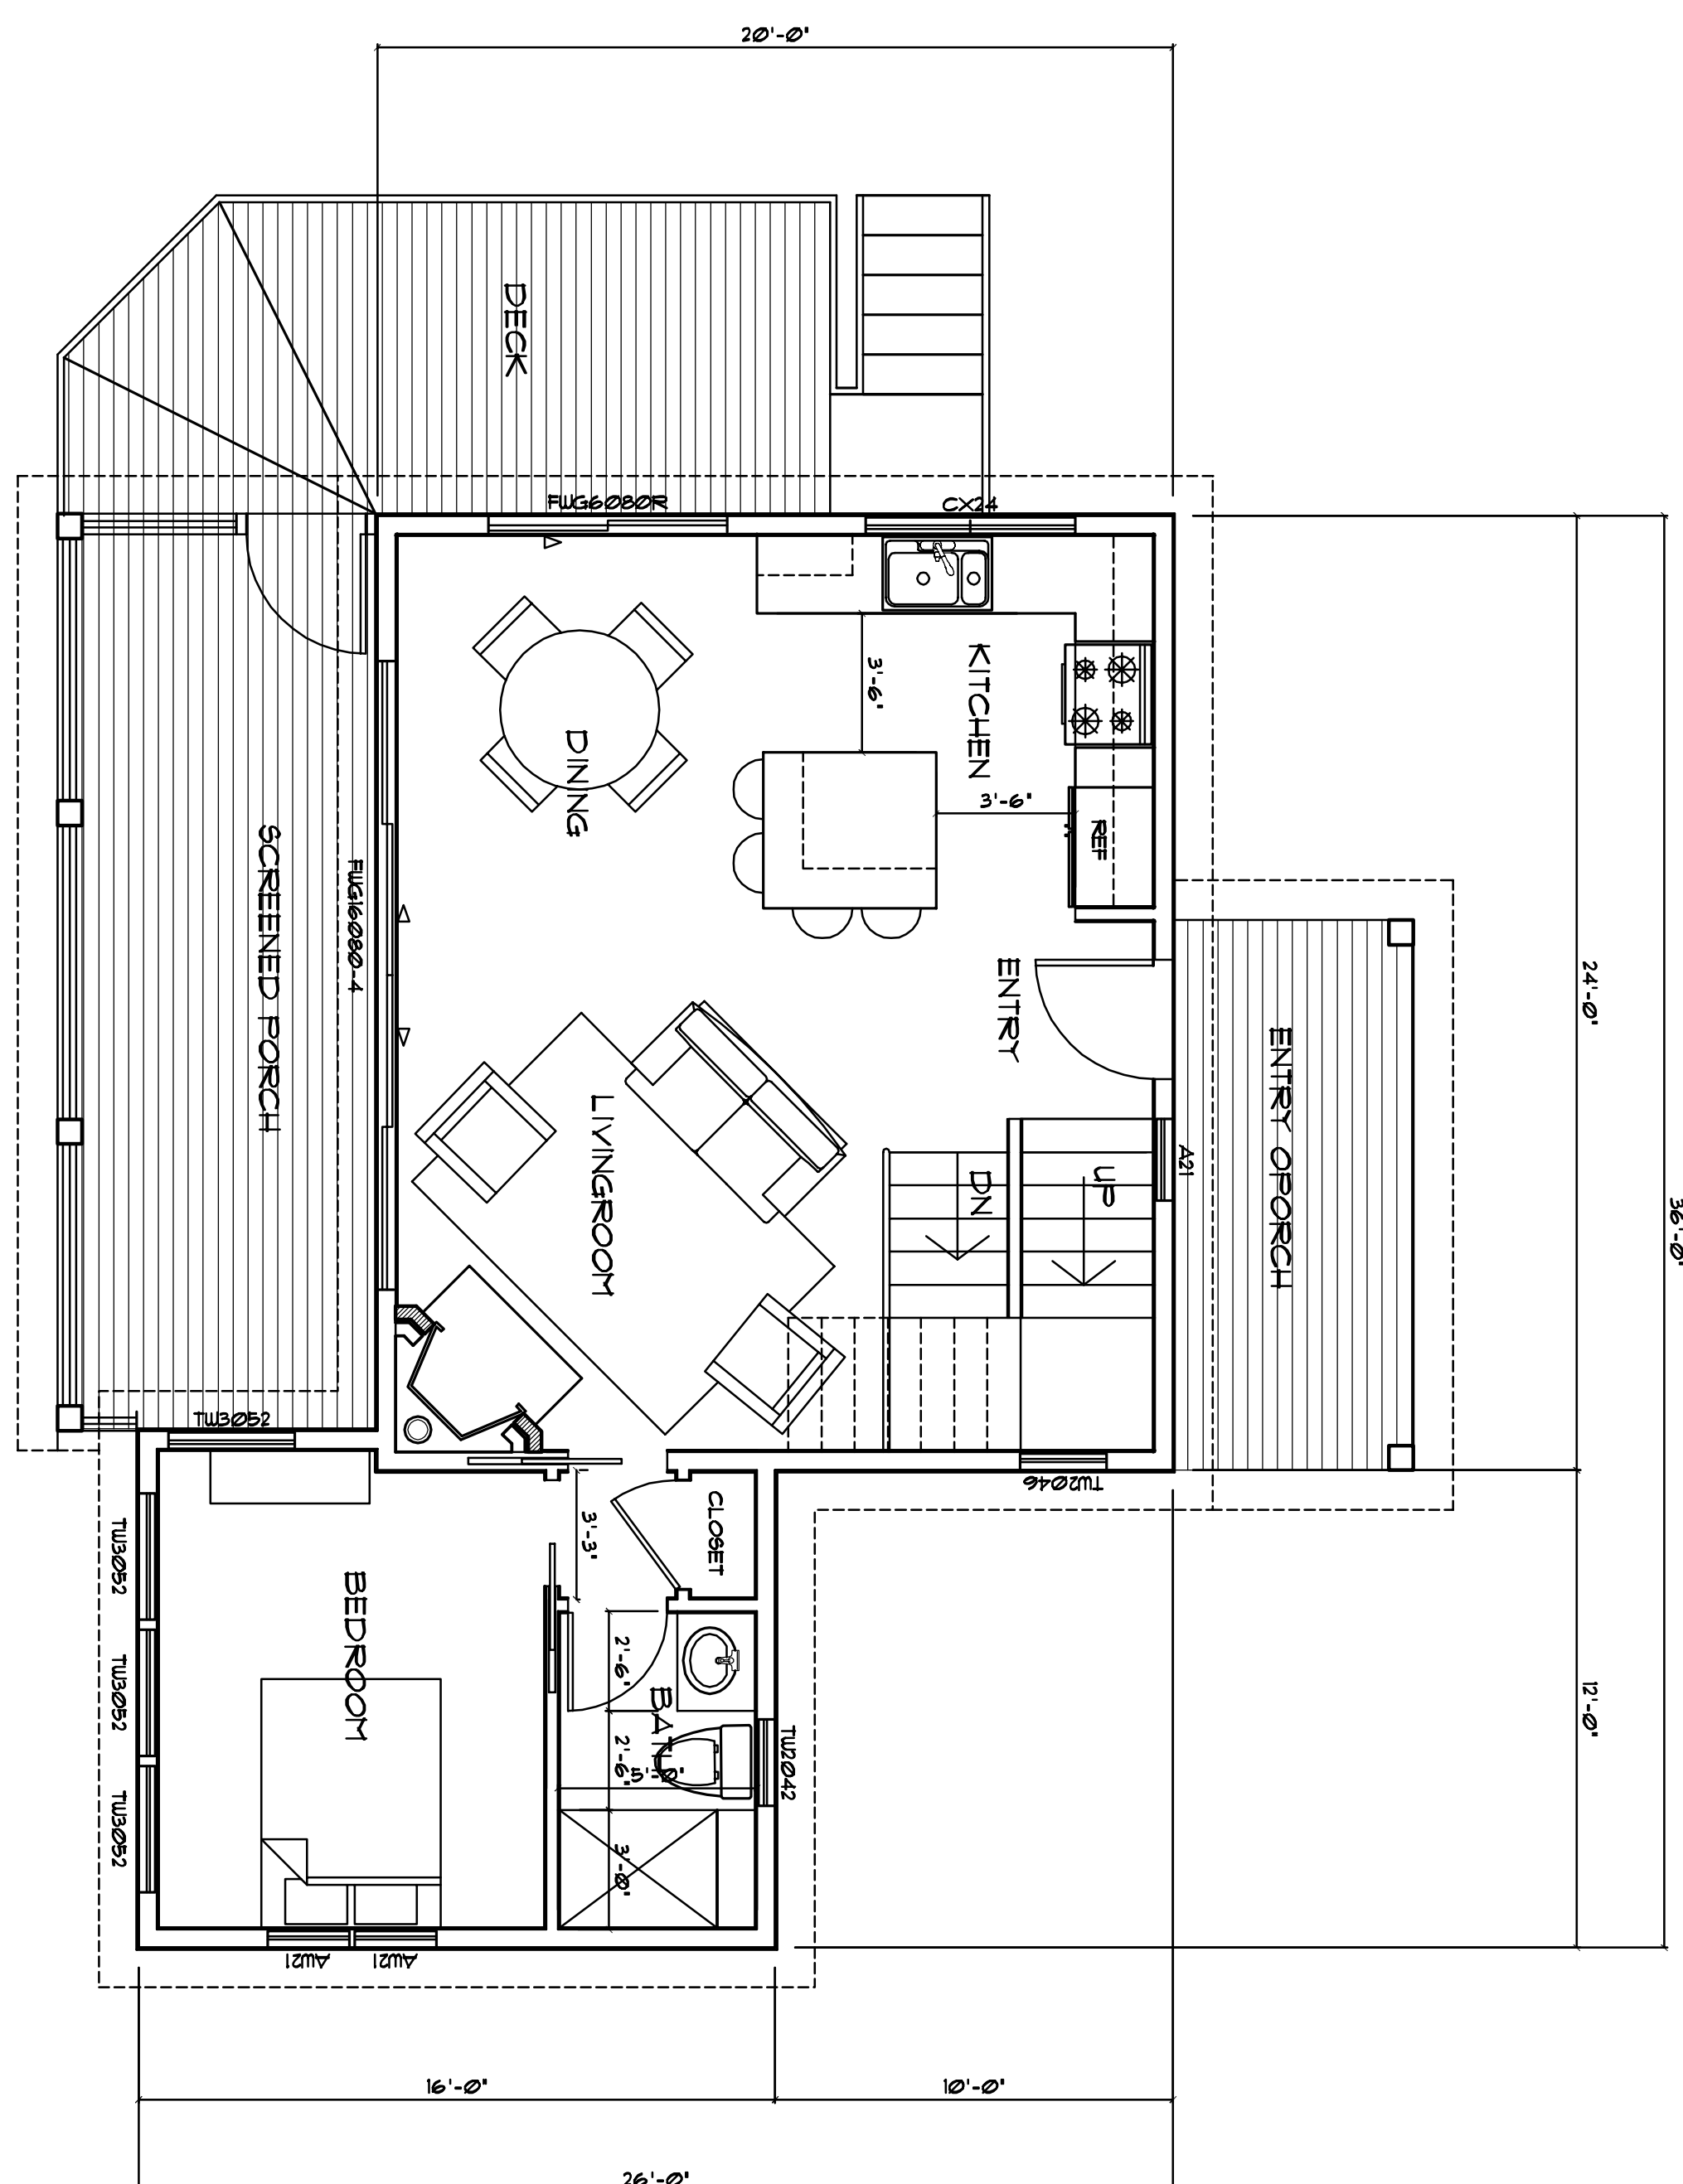 20'-0"
DECK
FWG6080R
CX24
KITCHEN
3'-6"
DINING
3'-6"
REF
SCREENED PORCH
FWG16080-4
ENTRY
24'-0"
ENTRY OPORCH
36'-0"
LIVINGROOM
A21
UP
DN
TW3052
TW2046
CLOSET
3'-3"
TW3052
BEDROOM
2'-6"
TW3052
BATH
2'-6"
5'-0"
TW2042
12'-0"
TW3052
3'-0"
AW21
AW21
16'-0"
10'-0"
26'-0"